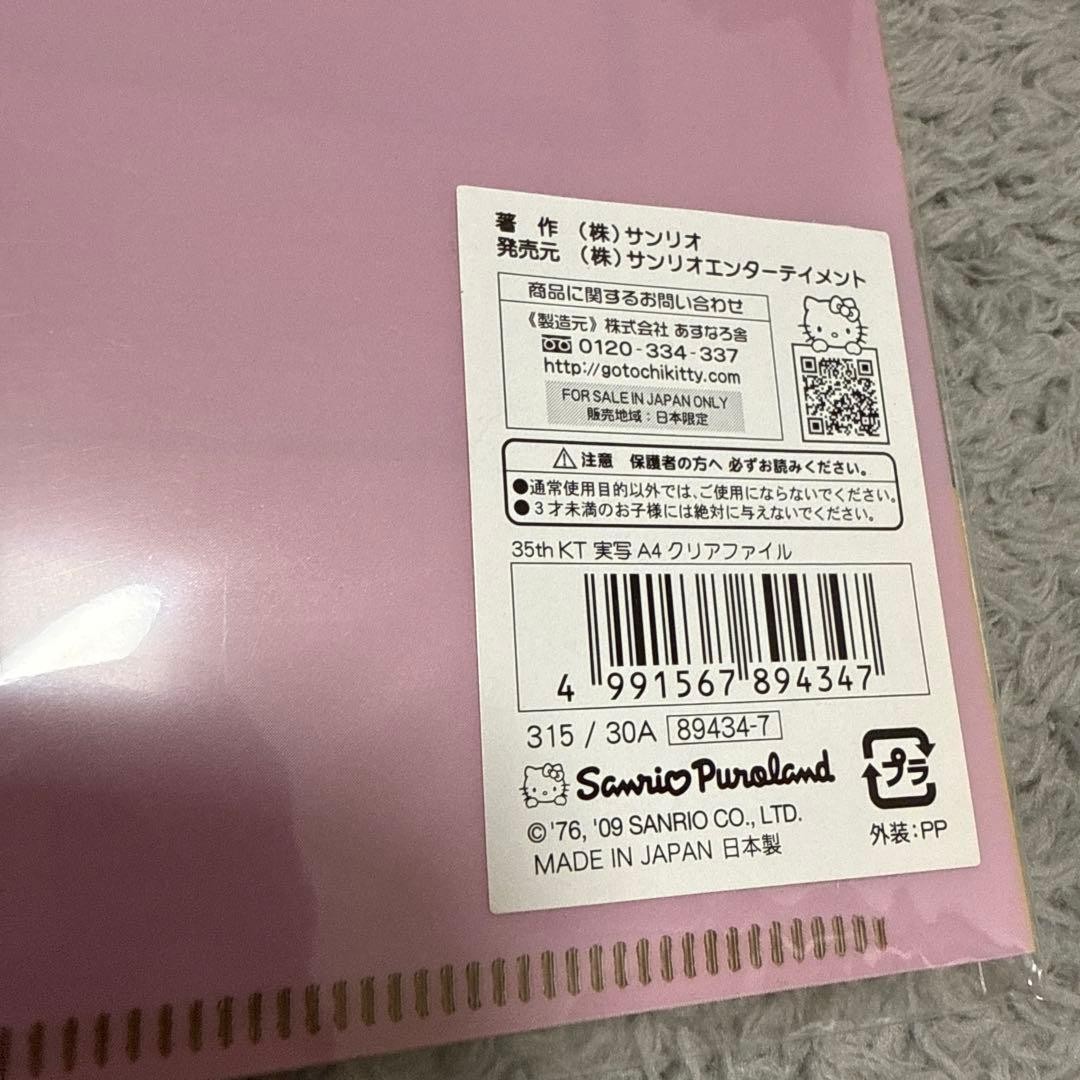 著 作 (株)サンリオ
発売元 (株)サンリオエンターテイメント
商品に関するお問い合わせ
《製造元》株式会社 あすなろ舎
0120-334-337
http://gotochikitty.com
FOR SALE IN JAPAN ONLY
販売地域:日本限定
注意 保護者の方へ 必ずお読みください。
●通常使用目的以外では、ご使用にならないでください。
●3才未満のお子様には絶対に与えないでください。
35th KT 実写 A4 クリアファイル
4 991567 894347
315 / 30A 89434-7
Sanrio Puroland
プラ
© '76, '09 SANRIO CO., LTD.
外装:PP
MADE IN JAPAN 日本製